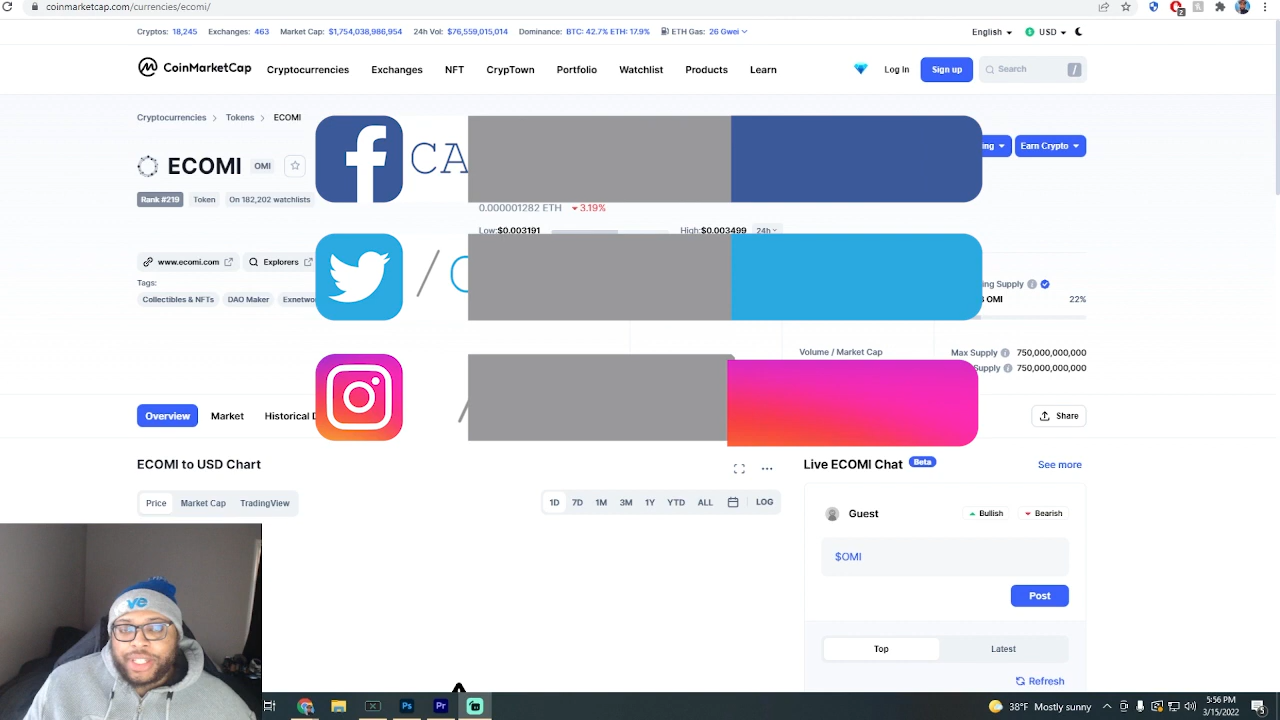 coinmarketcap.com/currencies/ecomi/
Cryptos: 18,245 Exchanges: 463 Market Cap: $1,754,038,986,954 24h Vol: $76,559,015,014 Dominance: BTC: 42.7% ETH: 17.9% ETH Gas: 26 Gwei English USD
CoinMarketCap Cryptocurrencies Exchanges NFT CrypTown Portfolio Watchlist Products Learn Log In Sign up Search /
Cryptocurrencies > Tokens > ECOMI
CA
ECOMI OMI
Earn Crypto
Rank #219 Token On 182,202 watchlists
0.000001282 ETH 3.19%
Low:$0.003191 High:$0.003499 24h
www.ecomi.com Explorers
/
Tags:
Collectibles & NFTs DAO Maker
OMI 22%
Volume / Market Cap
Max Supply 750,000,000,000
750,000,000,000
/
Overview Market Historical
Share
ECOMI to USD Chart
Live ECOMI Chat Beta See more
Price Market Cap TradingView
1D 7D 1M 3M 1Y YTD ALL LOG
Guest Bullish Bearish
$OMI
Post
ve
Top Latest
Refresh
Ps Pr
38°F Mostly sunny
5:56 PM
3/15/2022